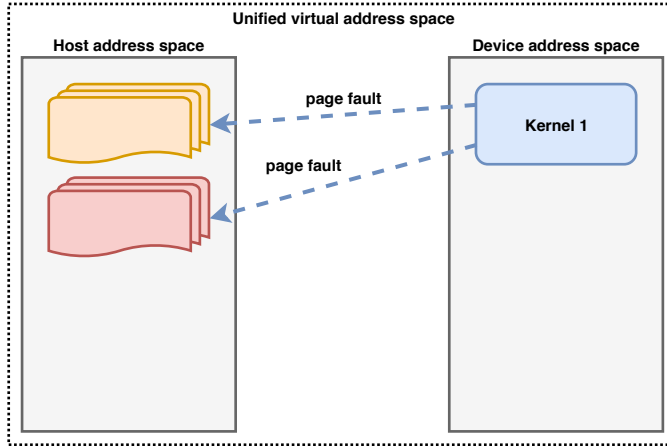 Unified virtual address space
Host address space
Device address space
page fault
Kernel 1
page fault